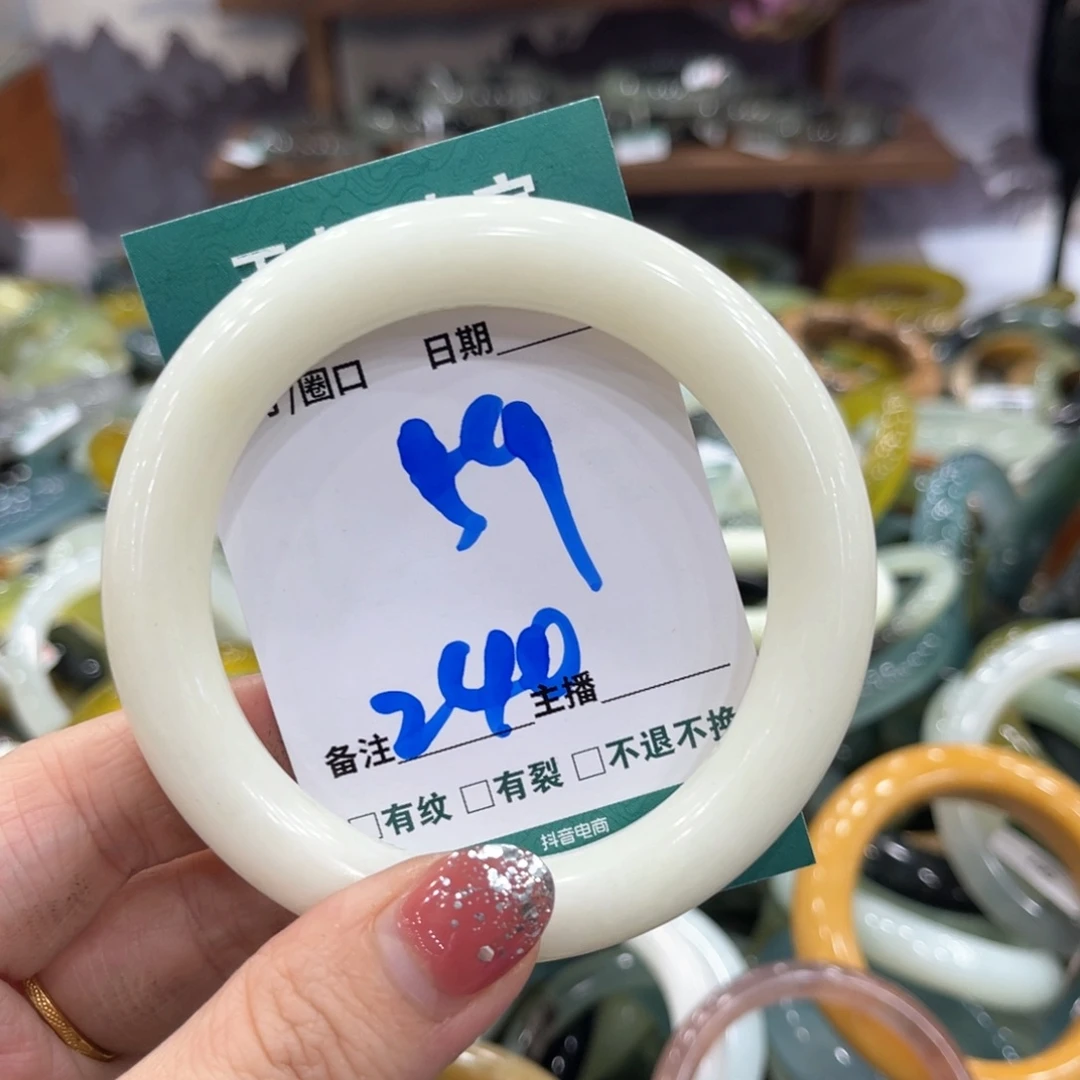 日期
/圈口
59
240
主播
备注
有纹 有裂 不退不换
抖音电商